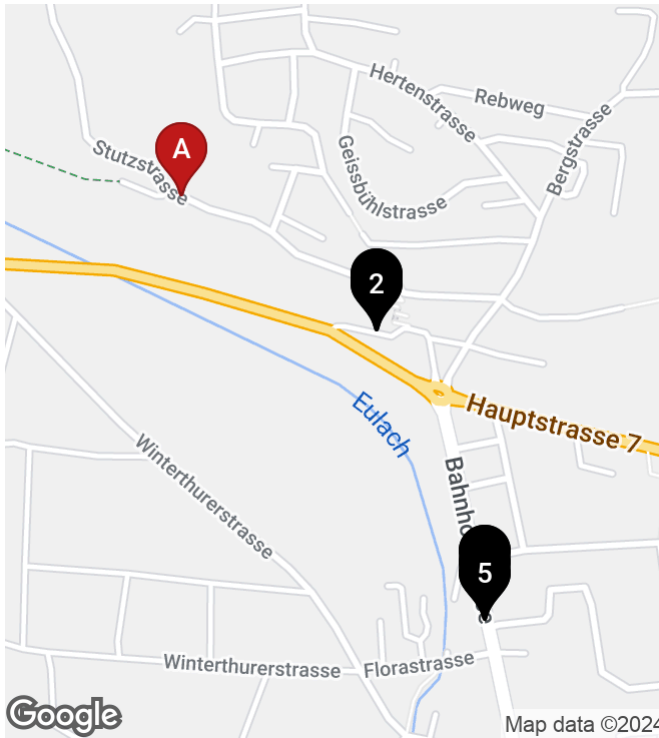 Hertenstrasse
Rebweg
Bergstrasse
Stutzstrasse
A
Geissbühlstrasse
2
Eulach
Hauptstrasse 7
Winterthurerstrasse
Bahnho
5
Winterthurerstrasse
Florastrasse
Google
Map data ©2024